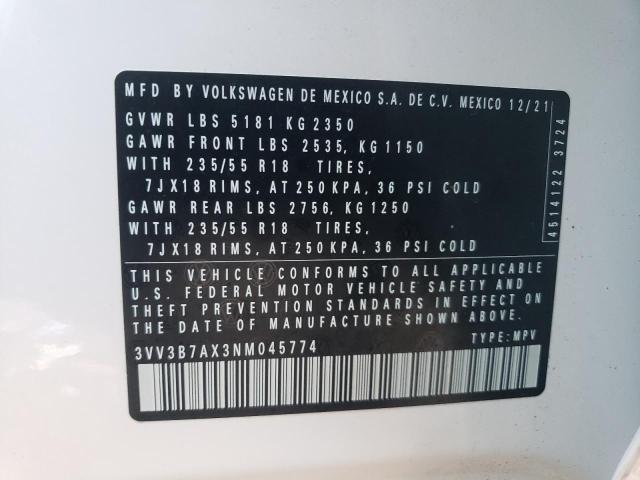 MFD BY VOLKSWAGEN DE MEXICO S.A. DE C.V. MEXICO 12/21
GVWR LBS 5181 KG 2350
GAWR FRONT LBS 2535, KG 1150
WITH 235/55 R18 TIRES,
7JX18 RIMS, AT 250 KPA, 36 PSI COLD
GAWR REAR LBS 2756, KG 1250
WITH 235/55 R18 TIRES,
7JX18 RIMS, AT 250 KPA, 36 PSI COLD
4514122 3724
THIS VEHICLE CONFORMS TO ALL APPLICABLE
U.S. FEDERAL MOTOR VEHICLE SAFETY AND
THEFT PREVENTION STANDARDS IN EFFECT ON
THE DATE OF MANUFACTURE SHOWN ABOVE.
3VV3B7AX3NM045774 TYPE: MPV